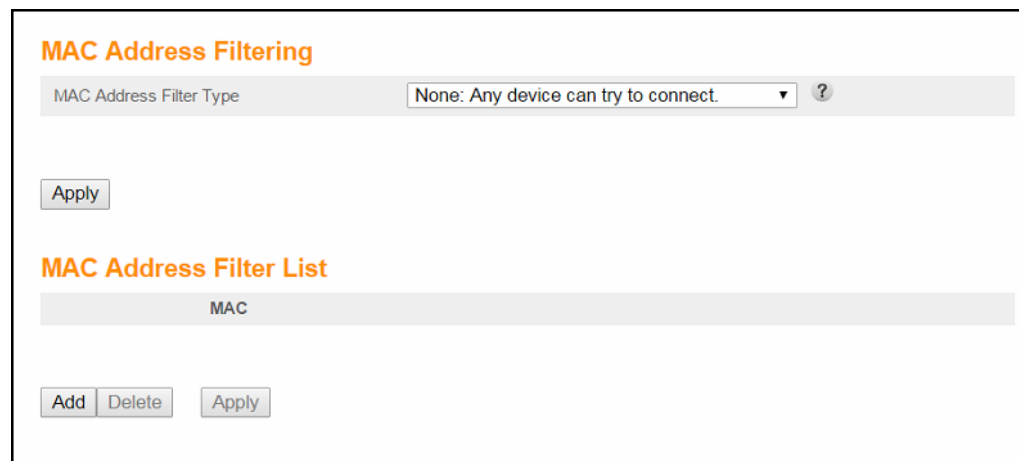 MAC Address Filtering
MAC Address Filter Type None: Any device can try to connect. ?
Apply
MAC Address Filter List
MAC
Add Delete Apply